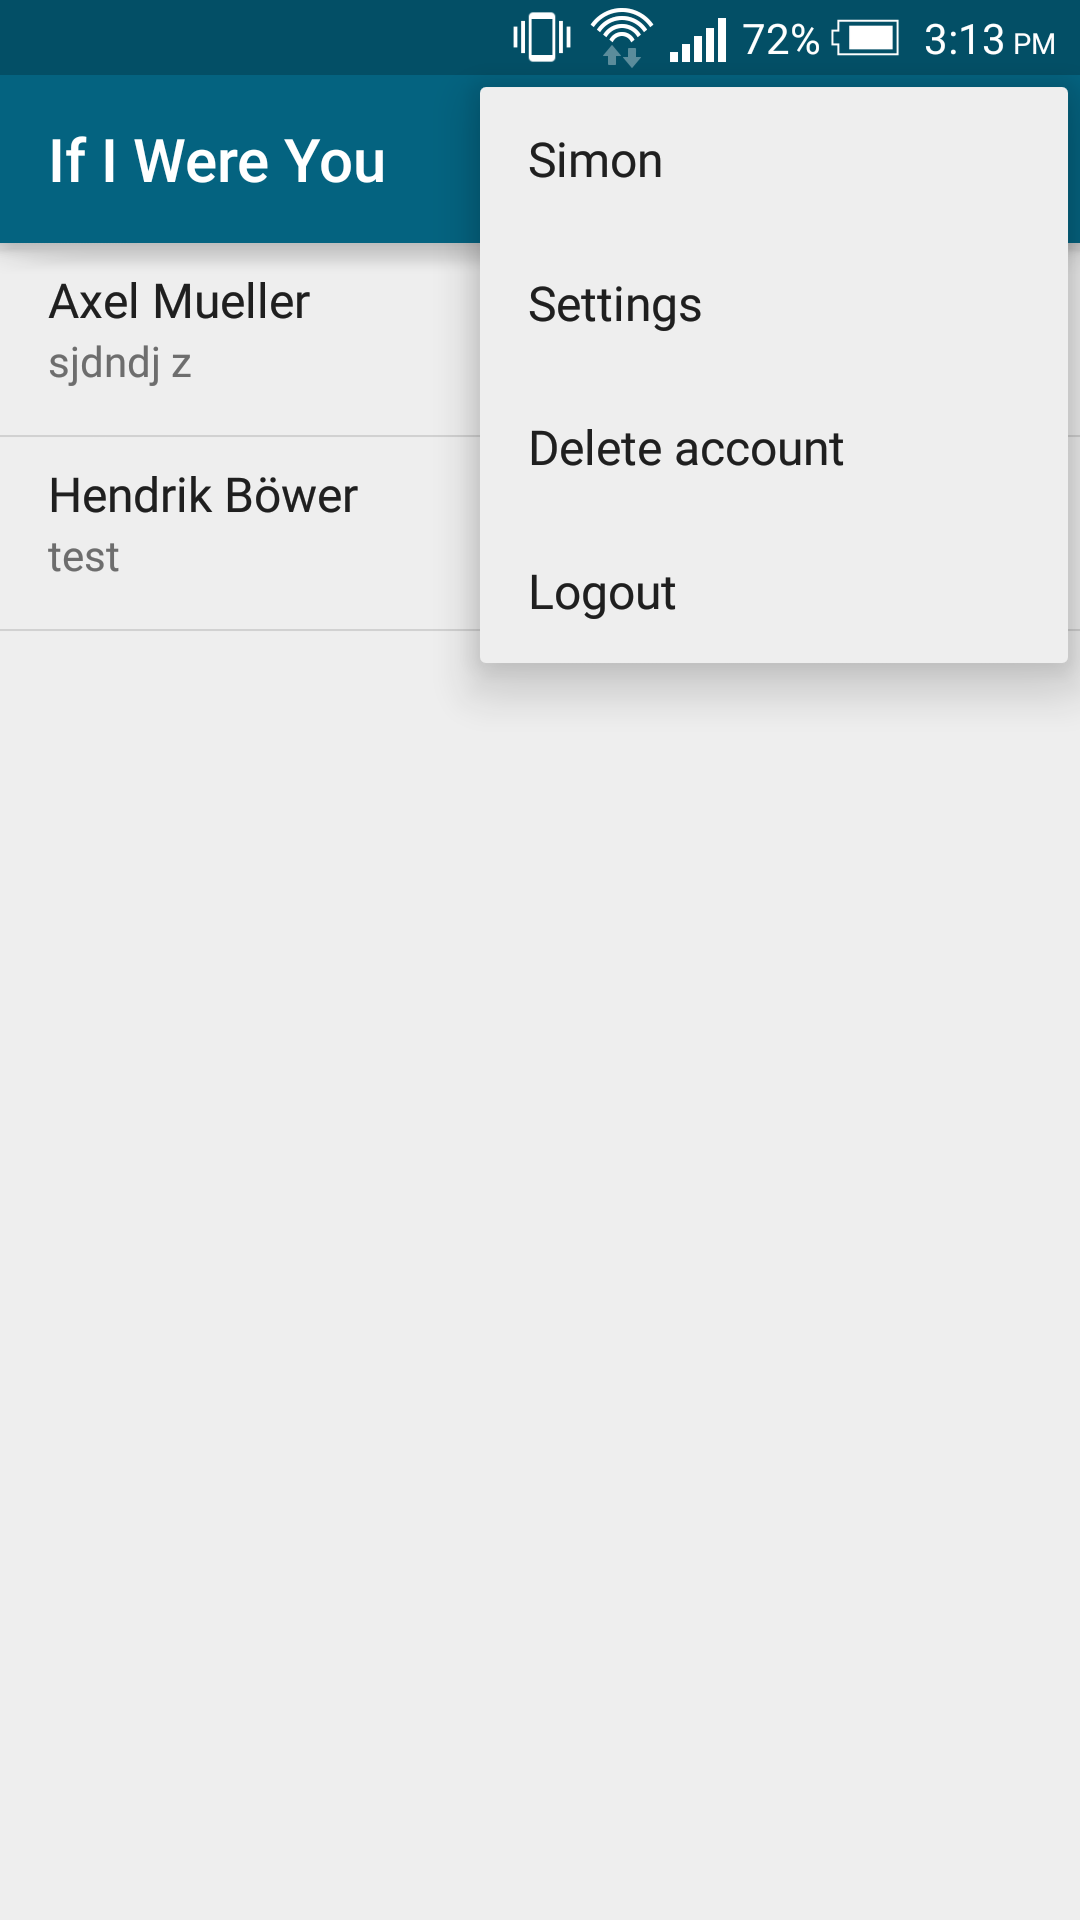 72% 3:13 PM
If I Were You
Simon
Settings
Delete account
Logout
Axel Mueller
sjdndj z
Hendrik Böwer
test